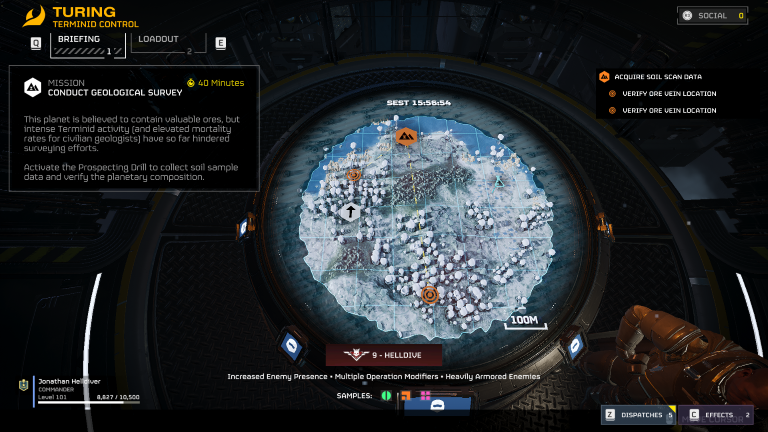 TURING
TERMINID CONTROL
Q
BRIEFING
1
LOADOUT
2
E
SOCIAL 0
MISSION
40 Minutes
CONDUCT GEOLOGICAL SURVEY
This planet is believed to contain valuable ores, but
intense Terminid activity (and elevated mortality
rates for civilian geologists) have so far hindered
surveying efforts.
Activate the Prospecting Drill to collect soil sample
data and verify the planetary composition.
ACQUIRE SOIL SCAN DATA
VERIFY ORE VEIN LOCATION
VERIFY ORE VEIN LOCATION
SEST 15:56:54
100M
9 - HELLDIVE
Increased Enemy Presence • Multiple Operation Modifiers • Heavily Armored Enemies
SAMPLES:
Jonathan Helldiver
COMMANDER
Level 101
8,827 / 10,500
Z DISPATCHES 5
C EFFECTS 2